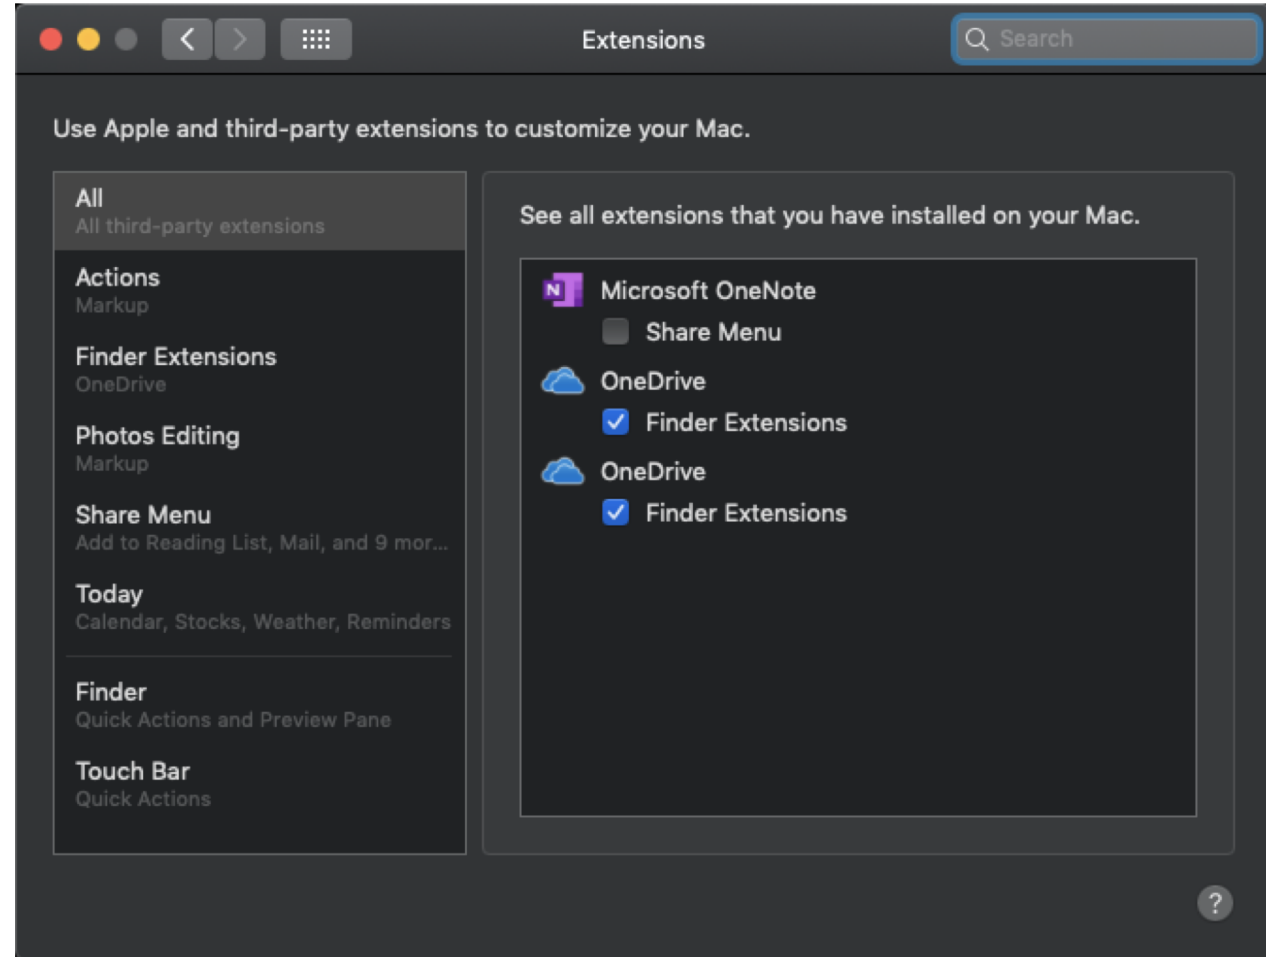 Extensions
Search
Use Apple and third-party extensions to customize your Mac.
All
All third-party extensions
Actions
Markup
Finder Extensions
OneDrive
Photos Editing
Markup
Share Menu
Add to Reading List, Mail, and 9 mor...
Today
Calendar, Stocks, Weather, Reminders
Finder
Quick Actions and Preview Pane
Touch Bar
Quick Actions
See all extensions that you have installed on your Mac.
N
Microsoft OneNote
Share Menu
OneDrive
Finder Extensions
OneDrive
Finder Extensions
?